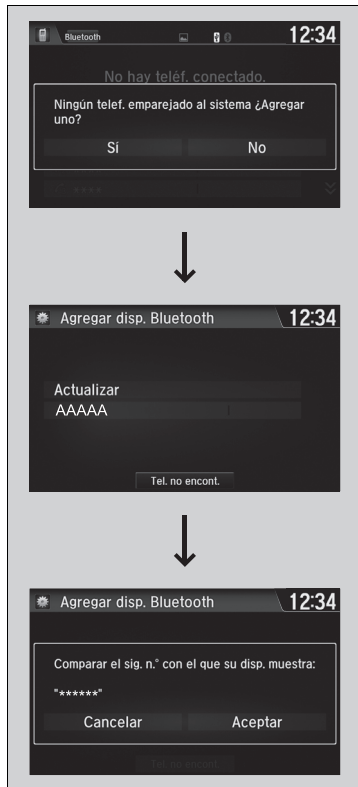 Bluetooth 0 12:34
No hay teléf. conectado.
Ningún telef. emparejado al sistema ¿Agregar
uno?
Sí No
****
Agregar disp. Bluetooth 12:34
Actualizar
AAAAA
Tel. no encont.
Agregar disp. Bluetooth 12:34
Comparar el sig. n.° con el que su disp. muestra:
"******"
Cancelar Aceptar
Tel. no encont.